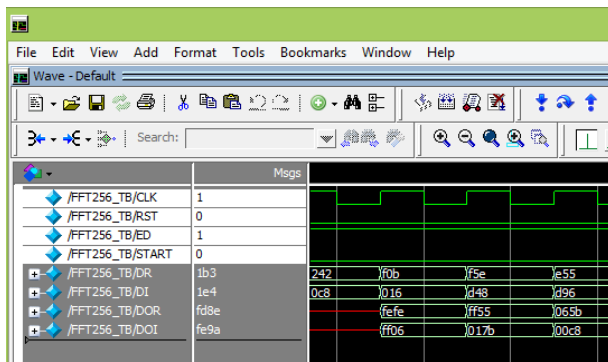 File Edit View Add Format Tools Bookmarks Window Help
Wave - Default
Search:
Msgs
/FFT256_TB/CLK 1
/FFT256_TB/RST 0
/FFT256_TB/ED 1
/FFT256_TB/START 0
/FFT256_TB/DR 1b3 242 f0b f5e e55
/FFT256_TB/DI 1e4 0c8 016 d48 d96
/FFT256_TB/DOR fd8e fefe ff55 065b
/FFT256_TB/DOI fe9a ff06 017b 00c8